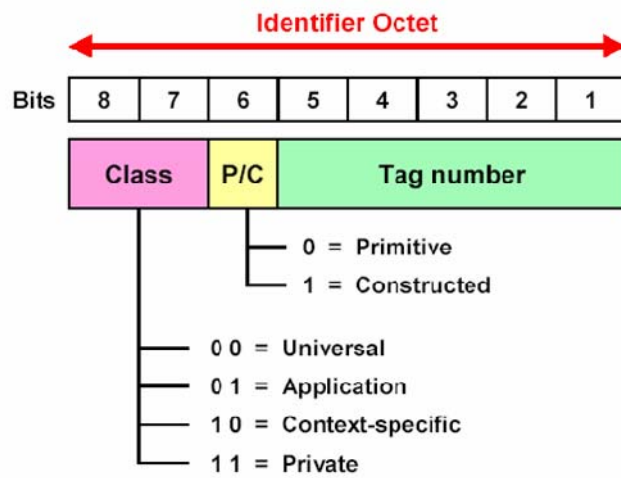 Identifier Octet
Bits 8 7 6 5 4 3 2 1
Class P/C Tag number
0 = Primitive
1 = Constructed
0 0 = Universal
0 1 = Application
1 0 = Context-specific
1 1 = Private